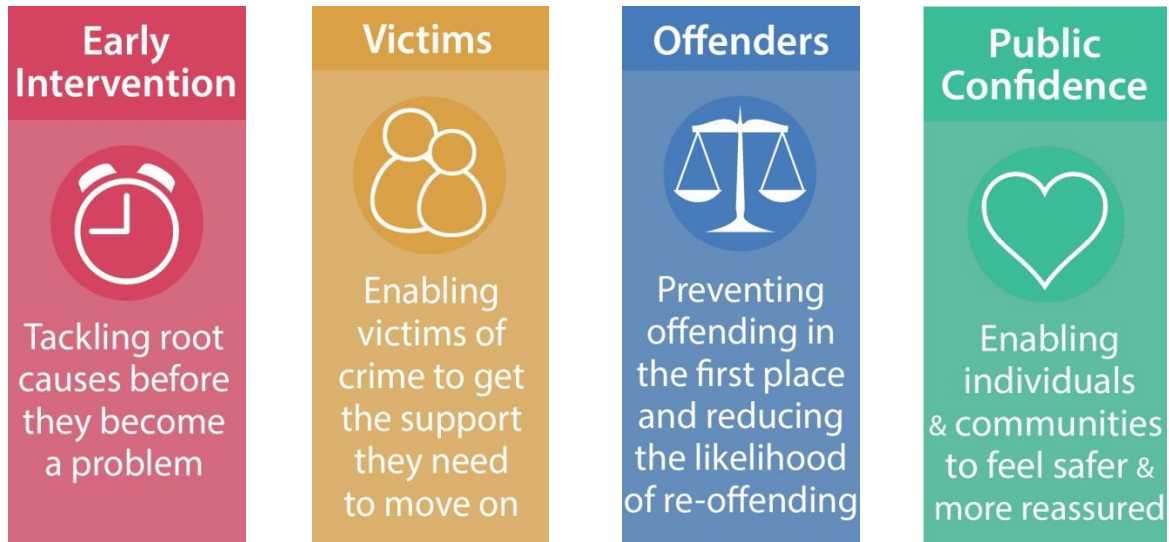 Early
Intervention
Tackling root
causes before
they become
a problem
Victims
Enabling
victims of
crime to get
the support
they need
to move on
Offenders
Preventing
offending in
the first place
and reducing
the likelihood
of re-offending
Public
Confidence
Enabling
individuals
& communities
to feel safer &
more reassured